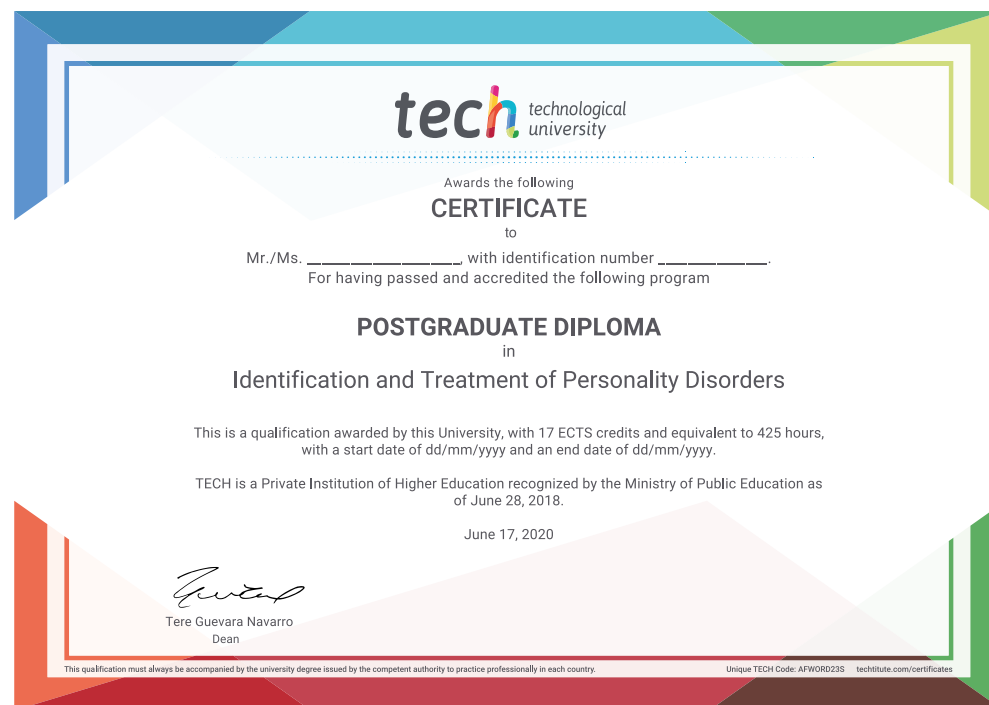 tech technological
university
Awards the following
CERTIFICATE
to
Mr./Ms. ____________________, with identification number ______________.
For having passed and accredited the following program
POSTGRADUATE DIPLOMA
in
Identification and Treatment of Personality Disorders
This is a qualification awarded by this University, with 17 ECTS credits and equivalent to 425 hours,
with a start date of dd/mm/yyyy and an end date of dd/mm/yyyy.
TECH is a Private Institution of Higher Education recognized by the Ministry of Public Education as
of June 28, 2018.
June 17, 2020
Tere Guevara Navarro
Dean
This qualification must always be accompanied by the university degree issued by the competent authority to practice professionally in each country.
Unique TECH Code: AFWORD23S techtitute.com/certificates